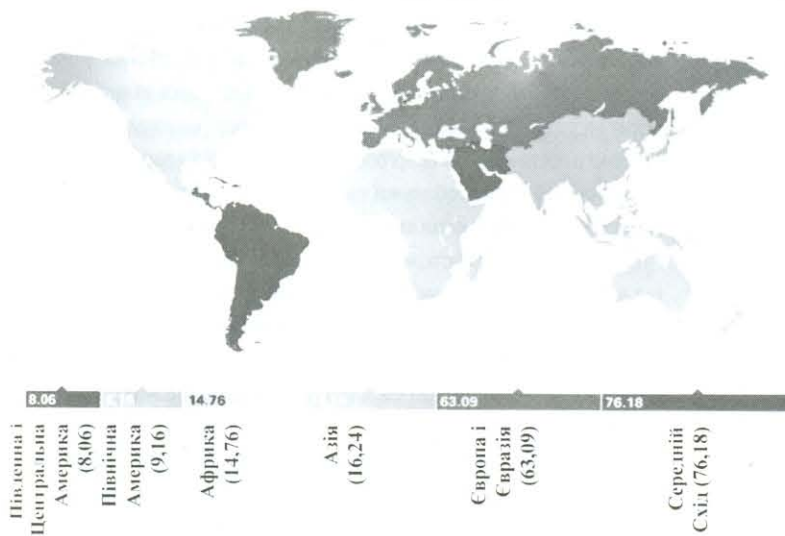 8.06
14.76
63.09
76.18
Південна і
Центральна
Америка
(8,06)
Північна
Америка
(9,16)
Африка
(14,76)
Азія
(16,24)
Європа і
Євразія
(63,09)
Середній
Схід (76,18)